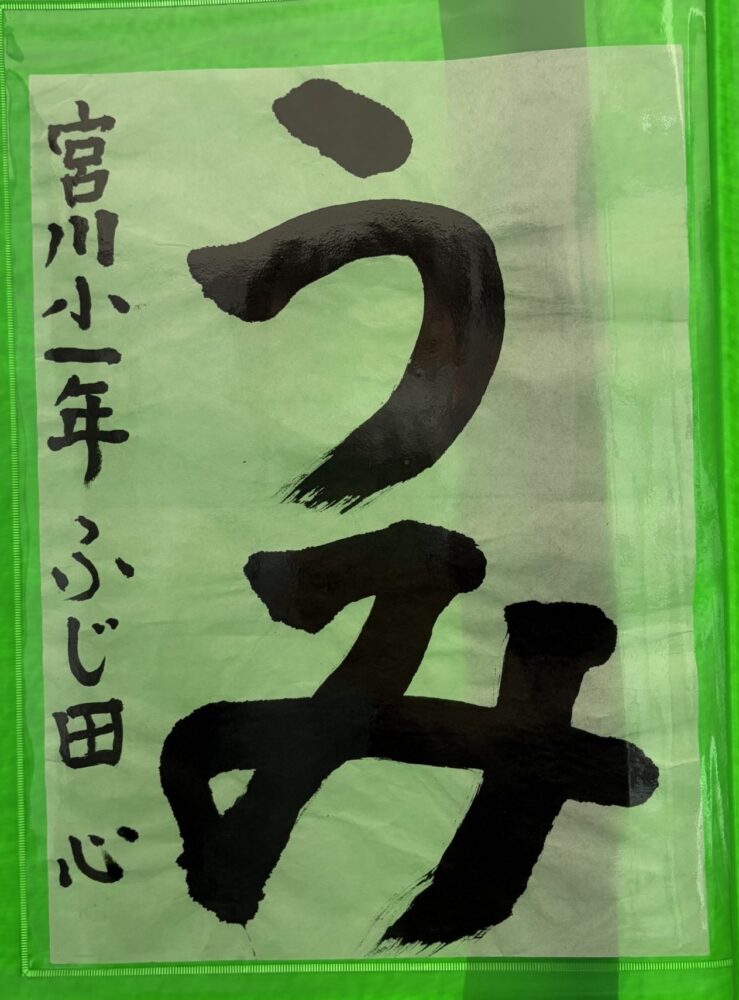 うみ
宮川小一年 ふじ田 心